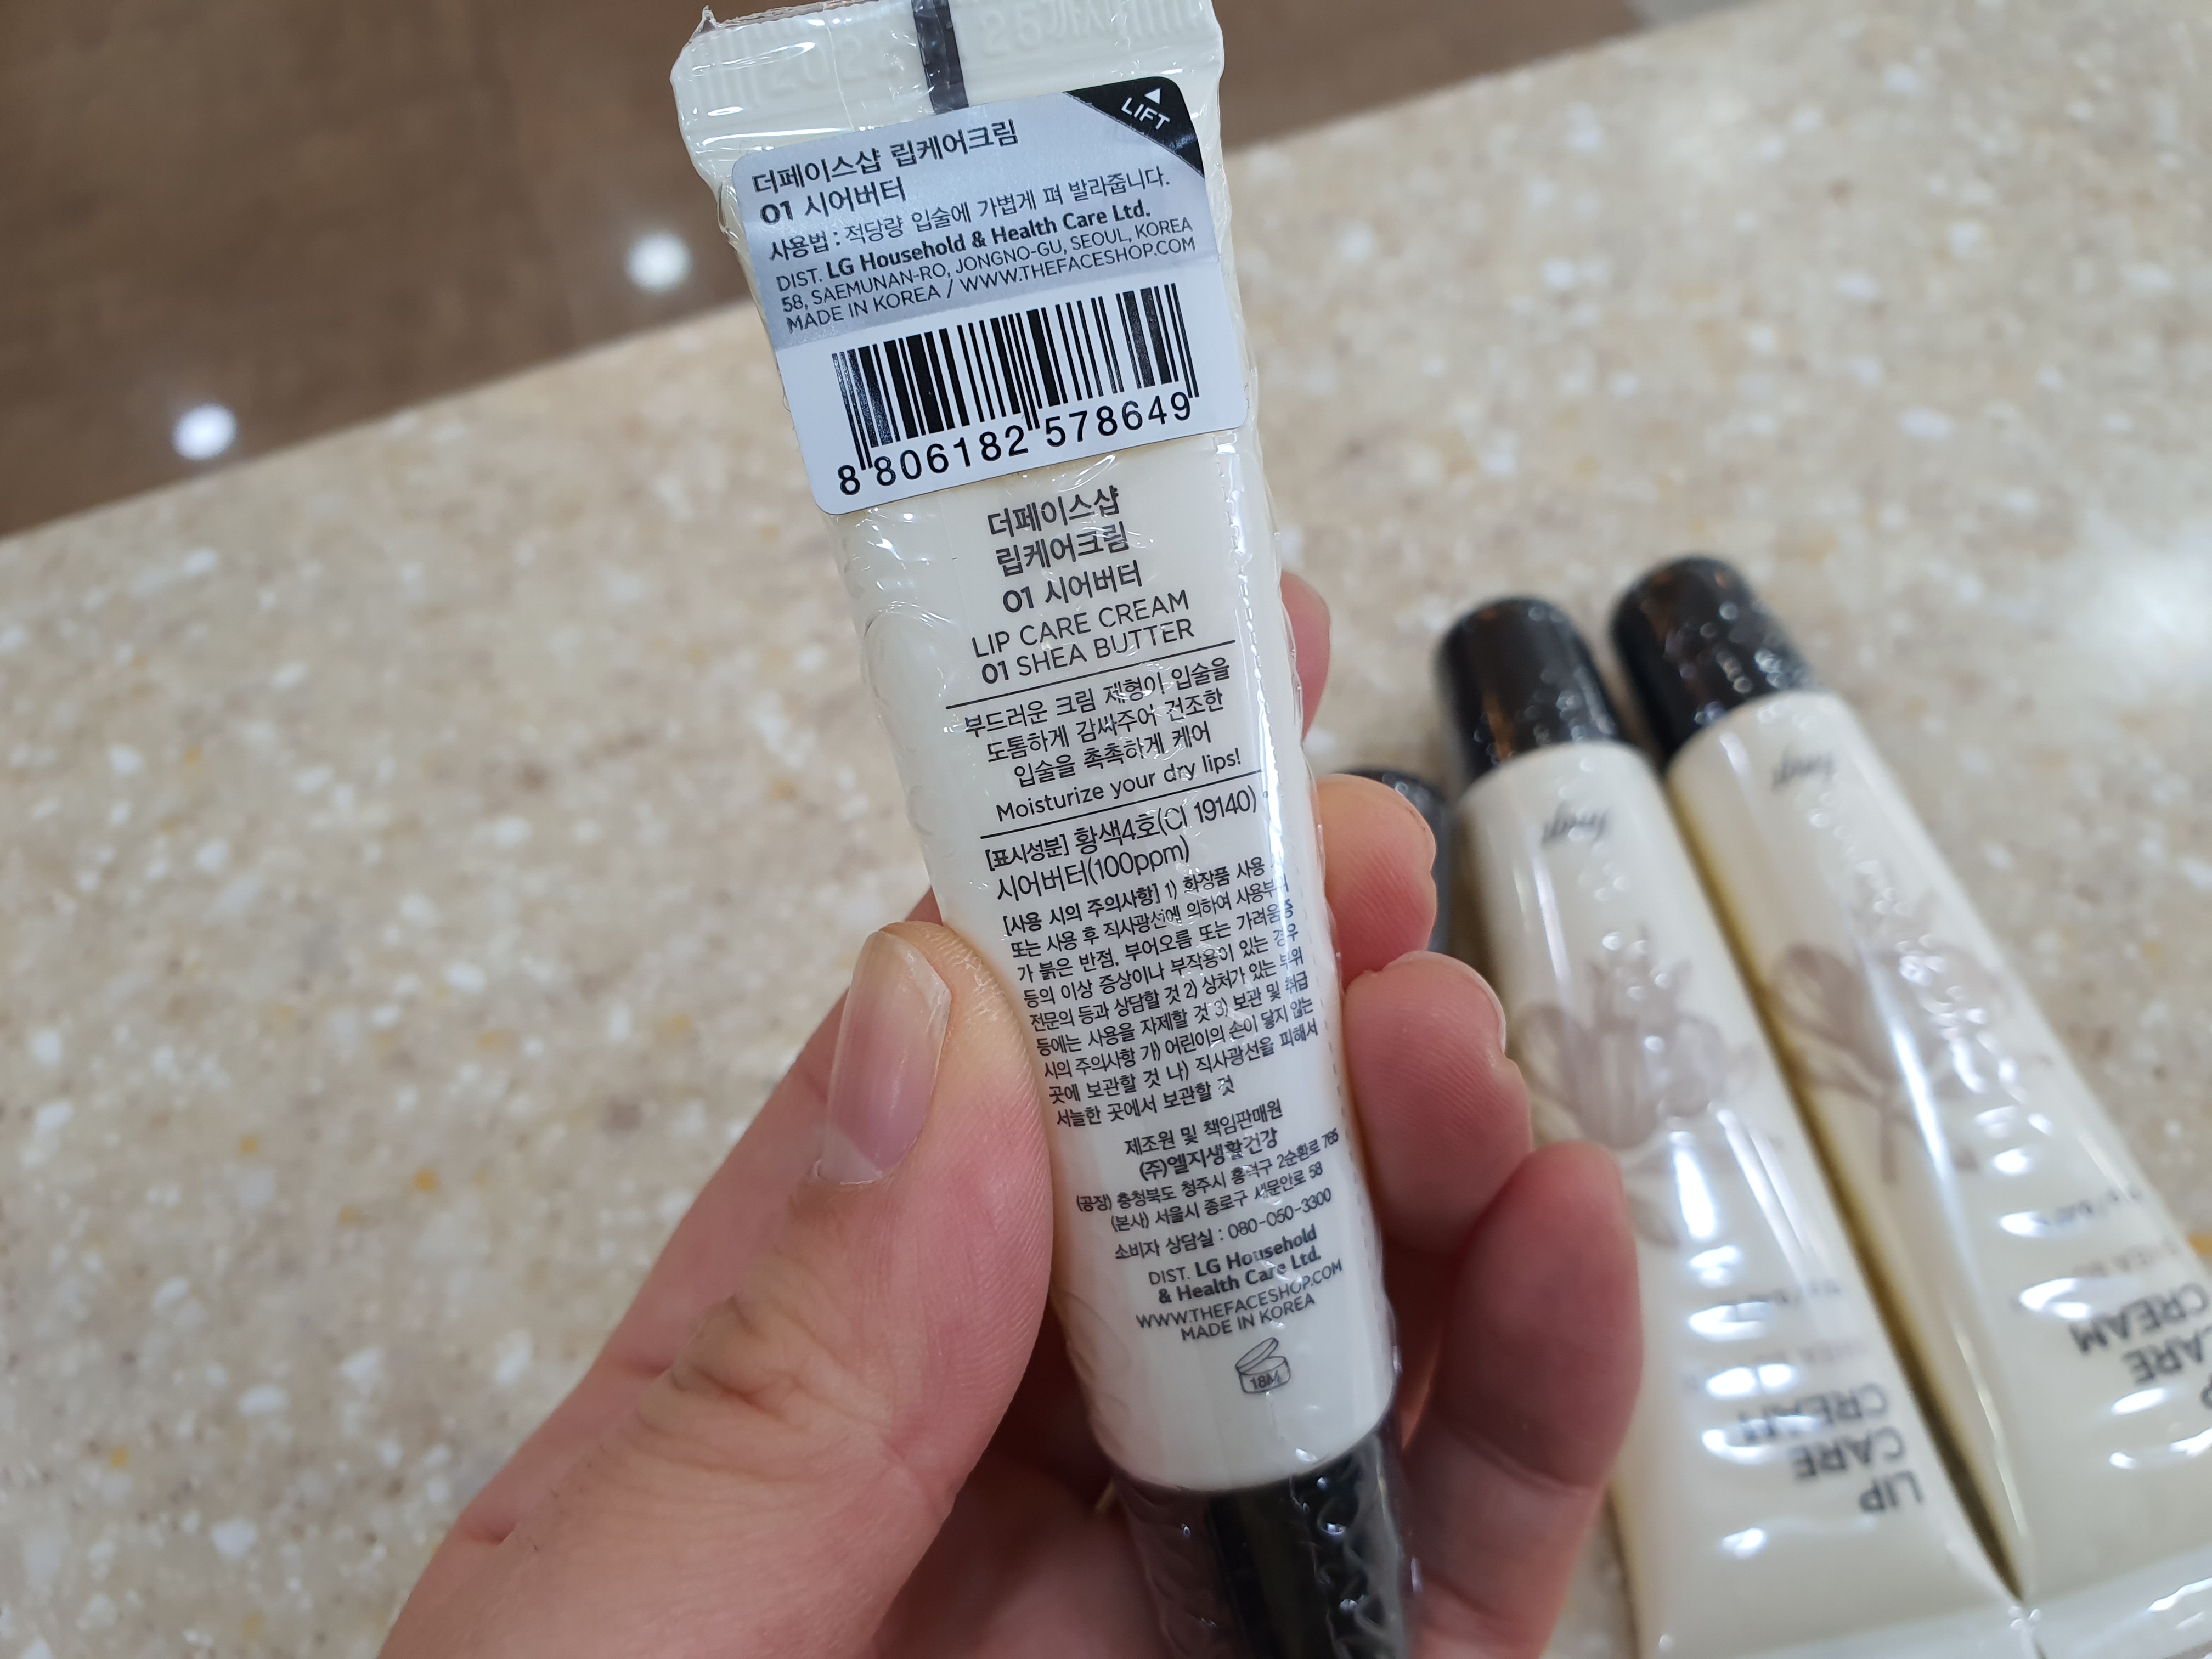 25까지
LIFT
더페이스샵 립케어크림
01 시어버터
사용법 : 적당량 입술에 가볍게 펴 발라줍니다.
DIST. LG Household & Health Care Ltd.
58, SAEMUNAN-RO, JONGNO-GU, SEOUL, KOREA
MADE IN KOREA / WWW.THEFACESHOP.COM
8 806182 578649
더페이스샵
립케어크림
01 시어버터
LIP CARE CREAM
01 SHEA BUTTER
부드러운 크림 제형이 입술을
도톰하게 감싸주어 건조한
입술을 촉촉하게 케어
Moisturize your dry lips!
[표시성분] 황색4호(CI 19140)
시어버터(100ppm)
[사용 시의 주의사항] 1) 화장품 사용
또는 사용 후 직사광선에 의하여 사용부위
가 붉은 반점, 부어오름 또는 가려움증
등의 이상 증상이나 부작용이 있는 경우
전문의 등과 상담할 것 2) 상처가 있는 부위
등에는 사용을 자제할 것 3) 보관 및 취급
시의 주의사항 가) 어린이의 손이 닿지 않는
곳에 보관할 것 나) 직사광선을 피해서
서늘한 곳에서 보관할 것
제조원 및 책임판매원
(주)엘지생활건강
(공장) 충청북도 청주시 흥덕구 2순환로 765
(본사) 서울시 종로구 새문안로 58
소비자 상담실 : 080-050-3300
DIST. LG Household
& Health Care Ltd.
WWW.THEFACESHOP.COM
MADE IN KOREA
18M
LIP
CARE
CREAM
CARE
CREAM